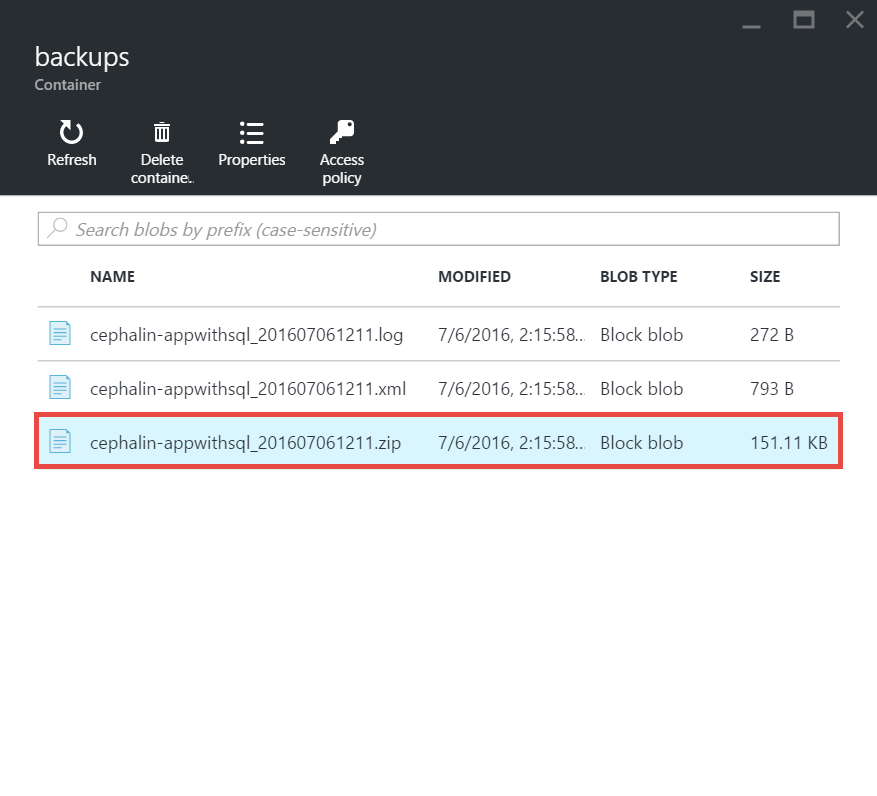 backups
Container
Refresh Delete containe.. Properties Access policy
Search blobs by prefix (case-sensitive)
NAME MODIFIED BLOB TYPE SIZE
cephalin-appwithsql_201607061211.log 7/6/2016, 2:15:58... Block blob 272 B
cephalin-appwithsql_201607061211.xml 7/6/2016, 2:15:58... Block blob 793 B
cephalin-appwithsql_201607061211.zip 7/6/2016, 2:15:58... Block blob 151.11 KB